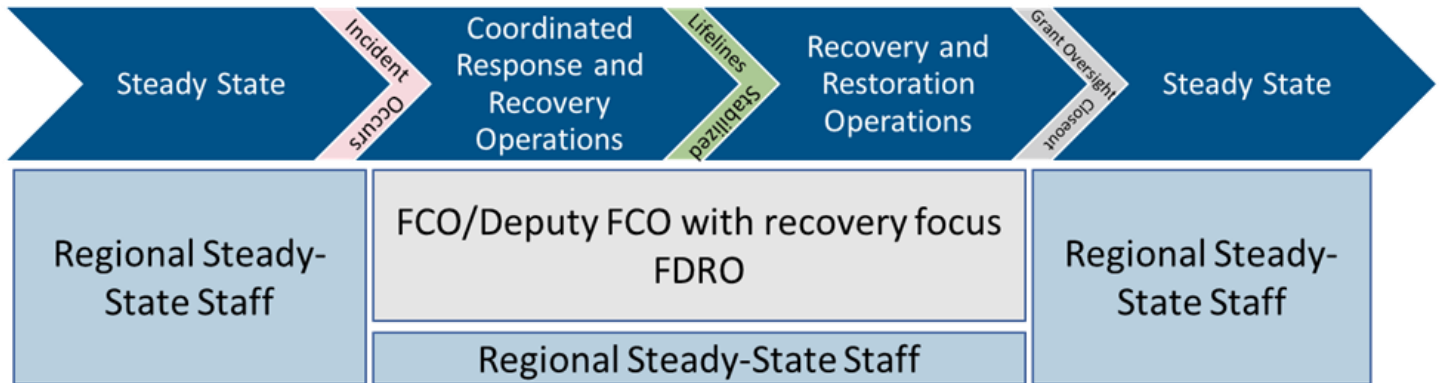 Steady State
Incident
Occurs
Coordinated
Response and
Recovery
Operations
Lifelines
Stabilized
Recovery and
Restoration
Operations
Grant Oversight
Closeout
Steady State
Regional Steady-
State Staff
FCO/Deputy FCO with recovery focus
FDRO
Regional Steady-State Staff
Regional Steady-
State Staff